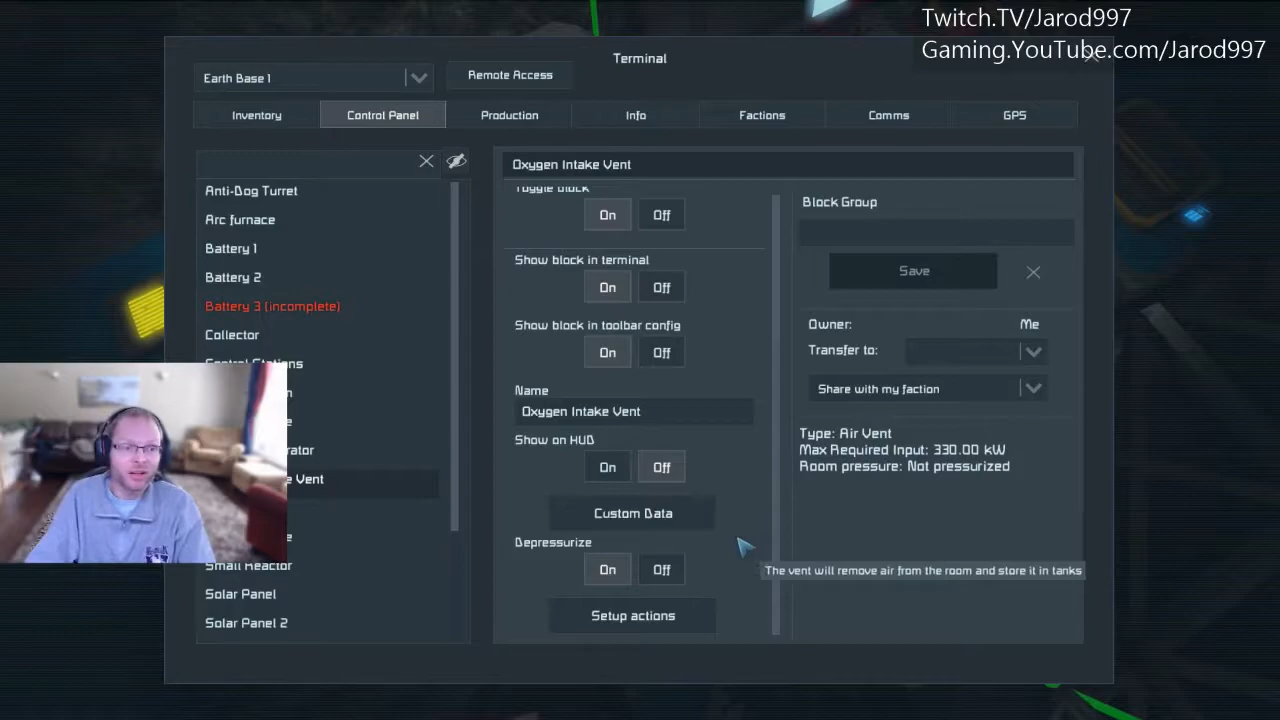 Twitch.TV/Jarod997
Gaming.YouTube.com/Jarod997
Terminal
Earth Base 1
Remote Access
Inventory
Control Panel
Production
Info
Factions
Comms
GPS
Anti-Dog Turret
Arc furnace
Battery 1
Battery 2
Battery 3 (incomplete)
Collector
Control Stations
Vent
Small Reactor
Solar Panel
Solar Panel 2
Oxygen Intake Vent
Toggle block
On Off
Show block in terminal
On Off
Show block in toolbar config
On Off
Name
Oxygen Intake Vent
Show on HUD
On Off
Custom Data
Depressurize
On Off
Setup actions
The vent will remove air from the room and store it in tanks
Block Group
Save
Owner: Me
Transfer to:
Share with my faction
Type: Air Vent
Max Required Input: 330.00 kW
Room pressure: Not pressurized